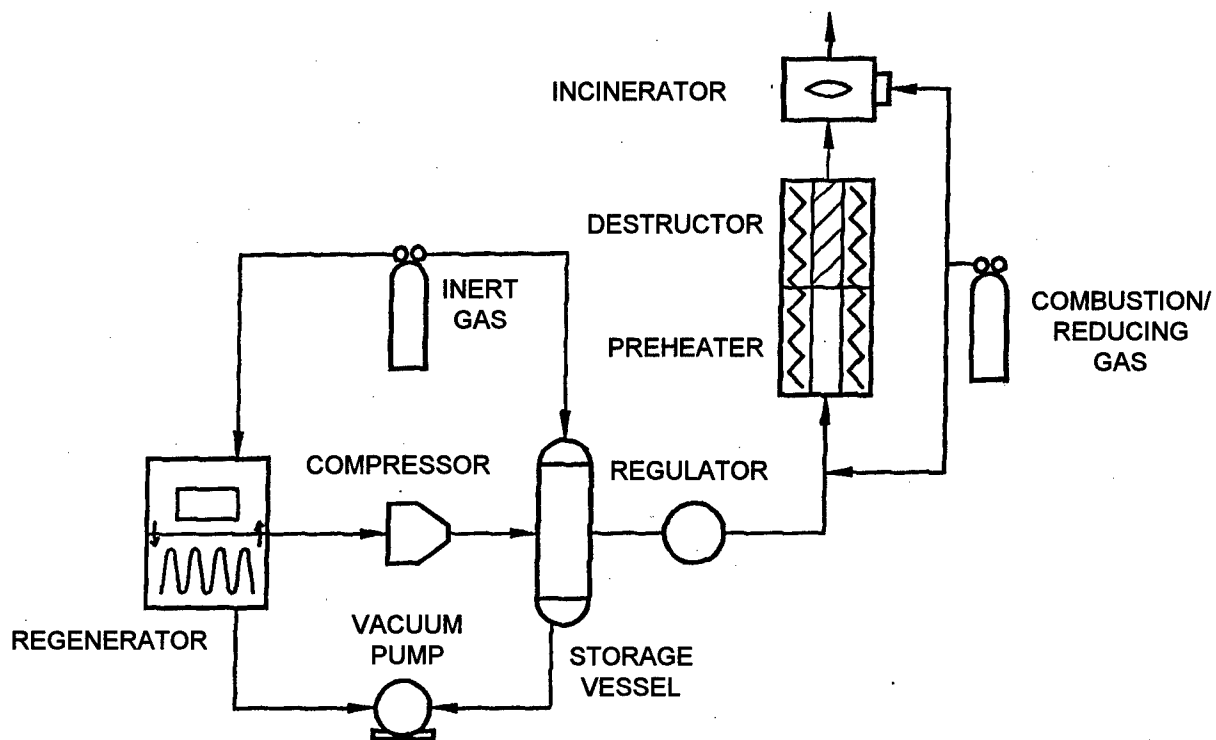 INCINERATOR
DESTRUCTOR
INERT
GAS
PREHEATER
COMBUSTION/
REDUCING
GAS
COMPRESSOR
REGULATOR
REGENERATOR
VACUUM
PUMP
STORAGE
VESSEL